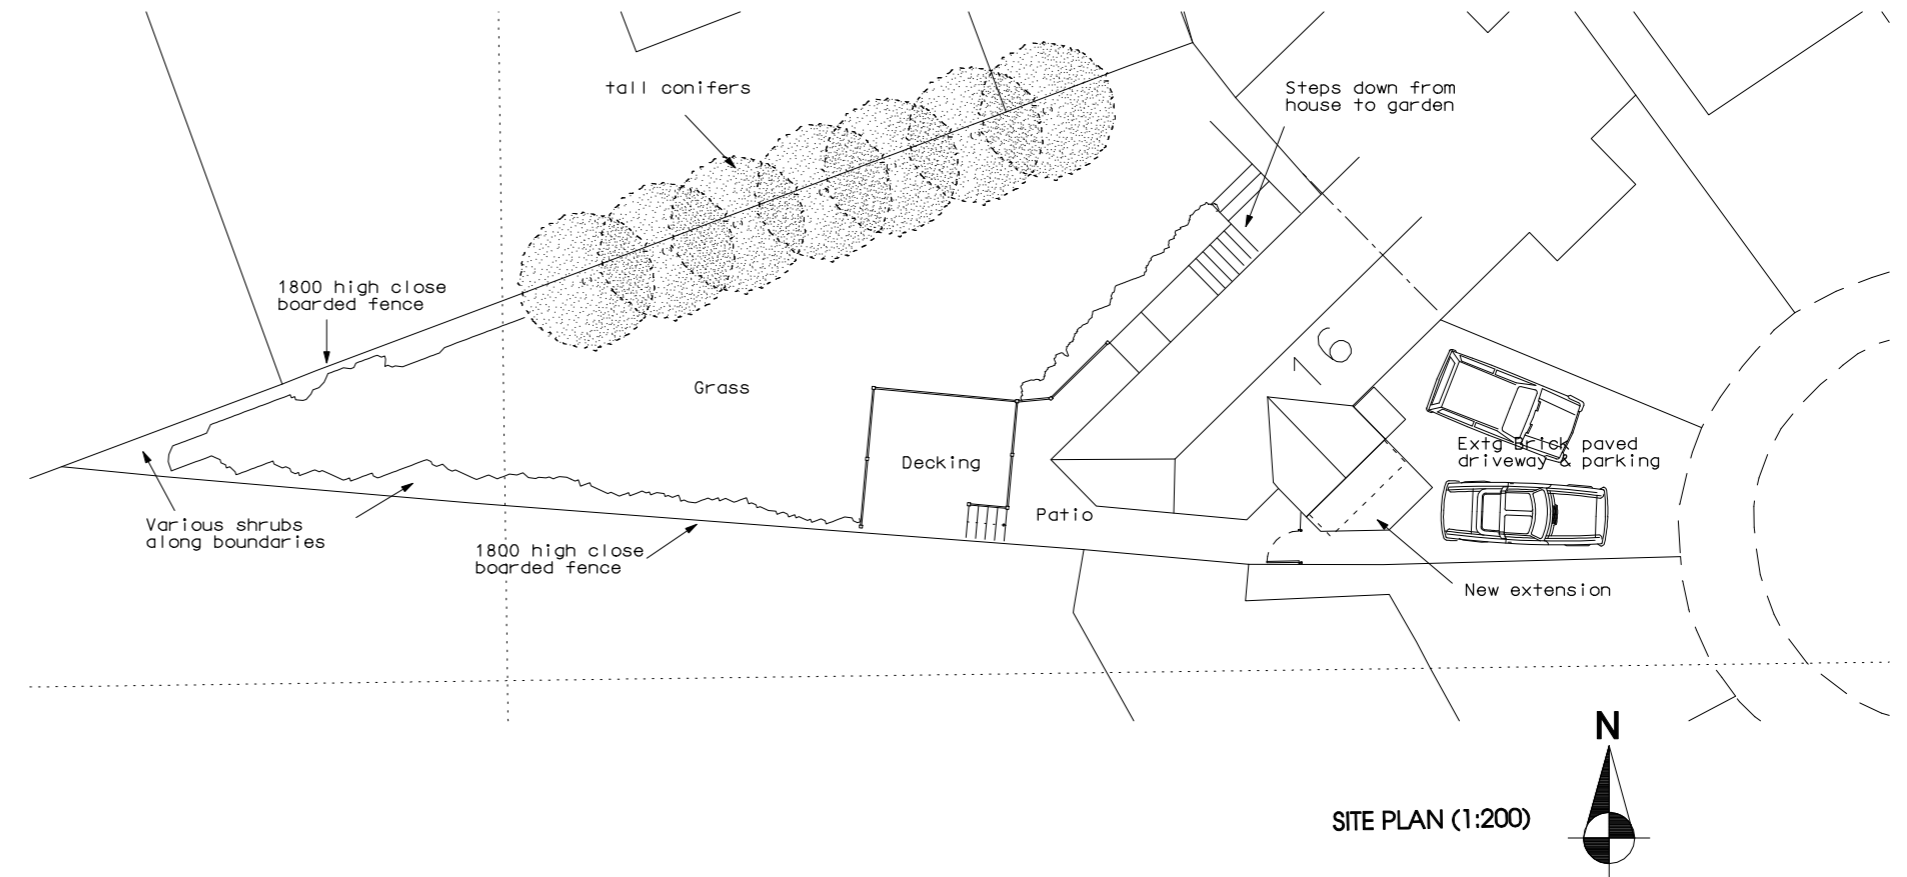 tall conifers
Steps down from
house to garden
1800 high close
boarded fence
16
Grass
Extg Brick paved
driveway & parking
Decking
Patio
Various shrubs
along boundaries
1800 high close
boarded fence
New extension
N
SITE PLAN (1:200)